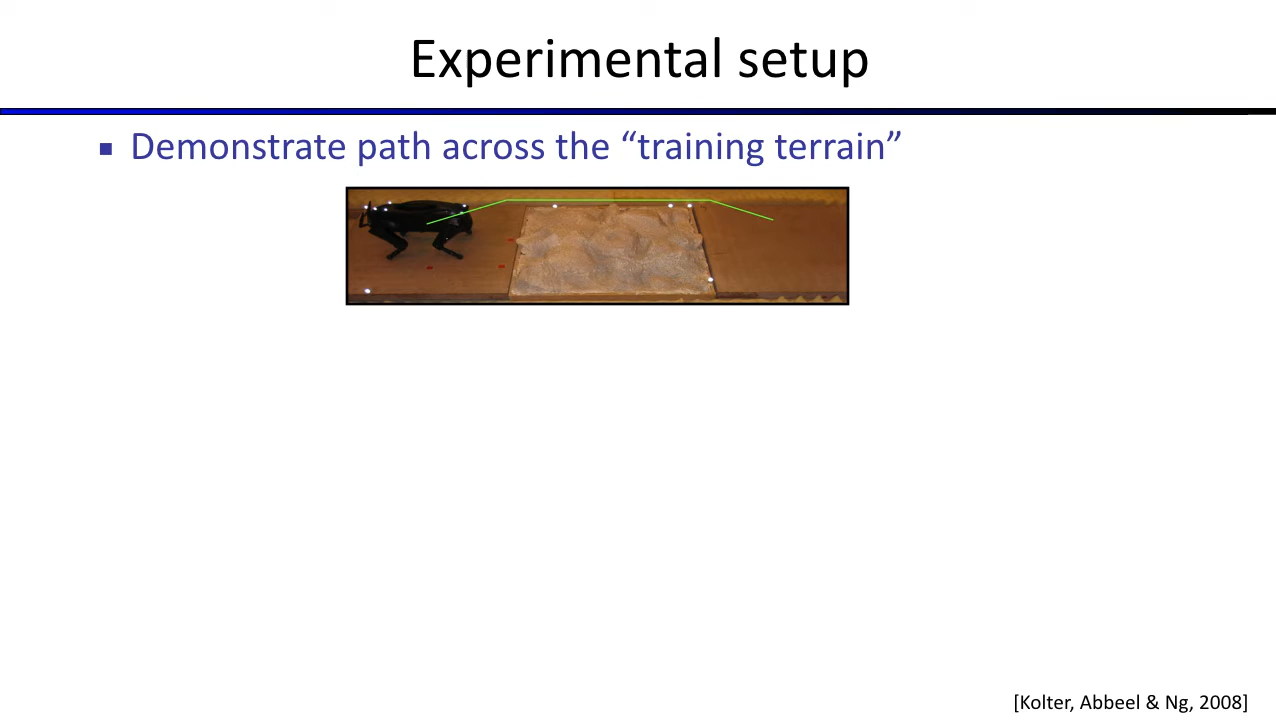 Experimental setup
Demonstrate path across the “training terrain”
[Kolter, Abbeel & Ng, 2008]